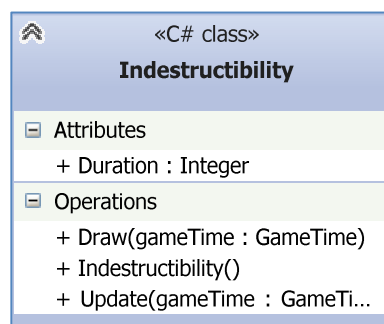 «C# class»
Indestructibility
Attributes
+ Duration : Integer
Operations
+ Draw(gameTime : GameTime)
+ Indestructibility()
+ Update(gameTime : GameTi...